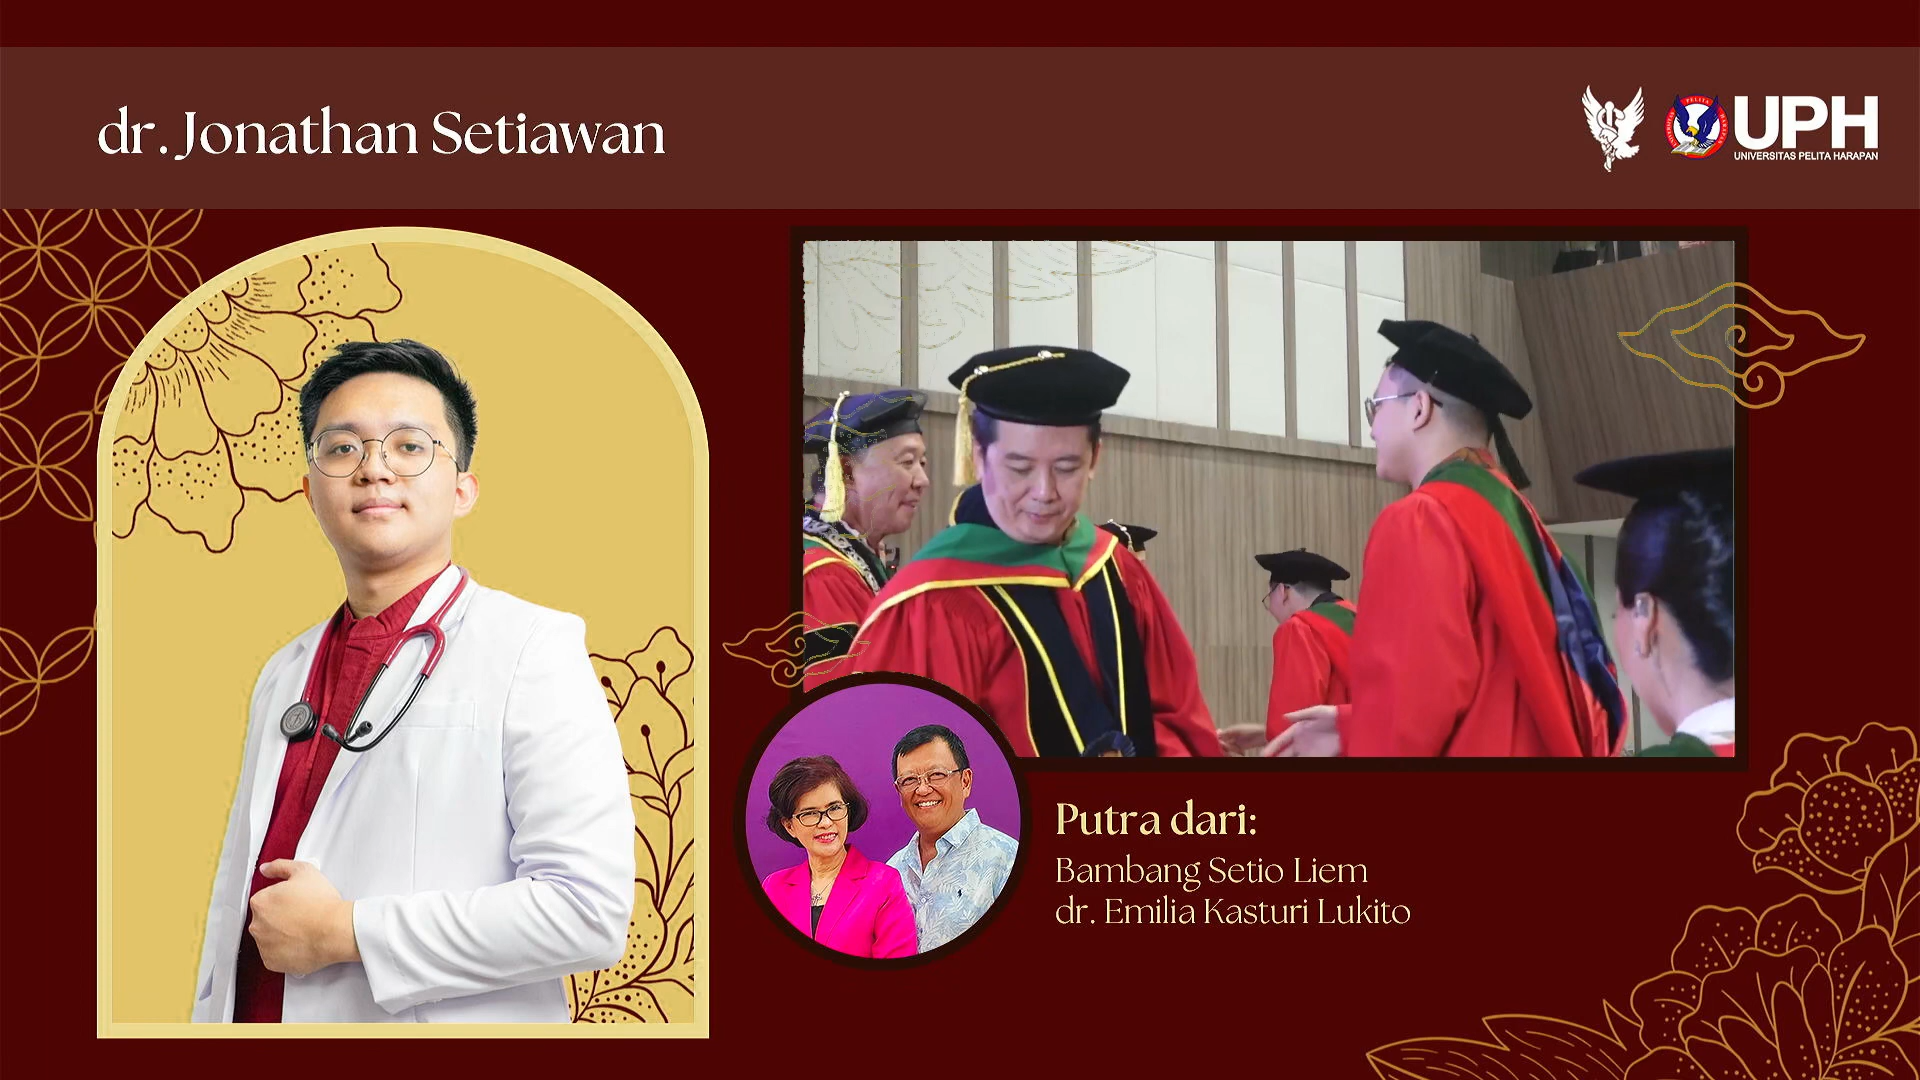 dr. Jonathan Setiawan
UPH
UNIVERSITAS PELITA HARAPAN
Putra dari:
Bambang Setio Liem
dr. Emilia Kasturi Lukito